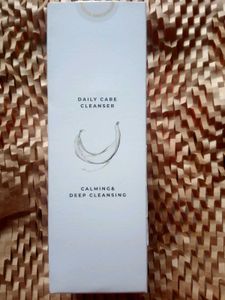 DAILY CARE
CLEANSER
CALMING&
DEEP CLEANSING